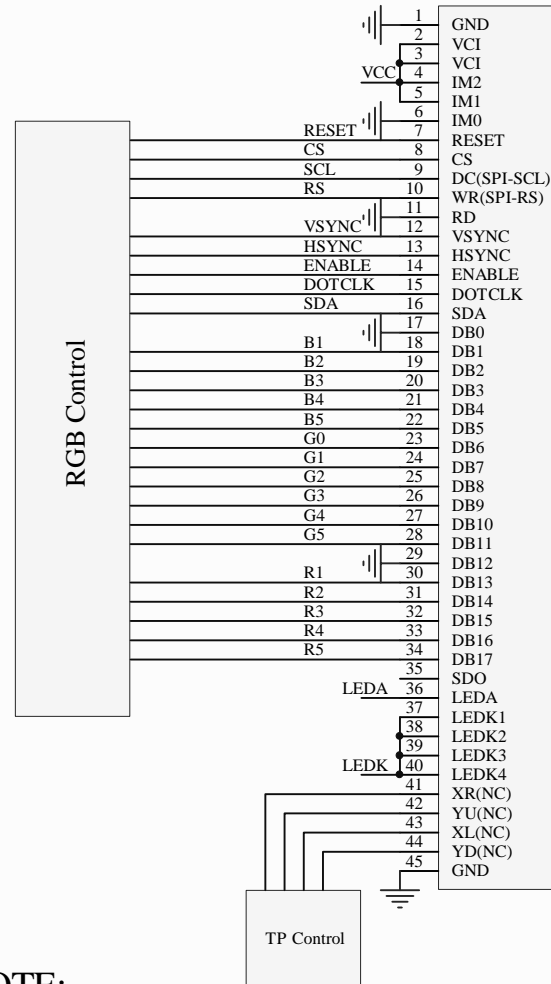 1 GND
2 VCI
3 VCI
VCC 4 IM2
5 IM1
6 IM0
RESET 7 RESET
CS 8 CS
SCL 9 DC(SPI-SCL)
RS 10 WR(SPI-RS)
11 RD
VSYNC 12 VSYNC
HSYNC 13 HSYNC
ENABLE 14 ENABLE
DOTCLK 15 DOTCLK
SDA 16 SDA
17 DB0
B1 18 DB1
B2 19 DB2
B3 20 DB3
B4 21 DB4
B5 22 DB5
G0 23 DB6
G1 24 DB7
G2 25 DB8
G3 26 DB9
G4 27 DB10
G5 28 DB11
29 DB12
R1 30 DB13
R2 31 DB14
R3 32 DB15
R4 33 DB16
R5 34 DB17
35 SDO
LEDA 36 LEDA
37 LEDK1
38 LEDK2
39 LEDK3
LEDK 40 LEDK4
41 XR(NC)
42 YU(NC)
43 XL(NC)
44 YD(NC)
45 GND
RGB Control
TP Control